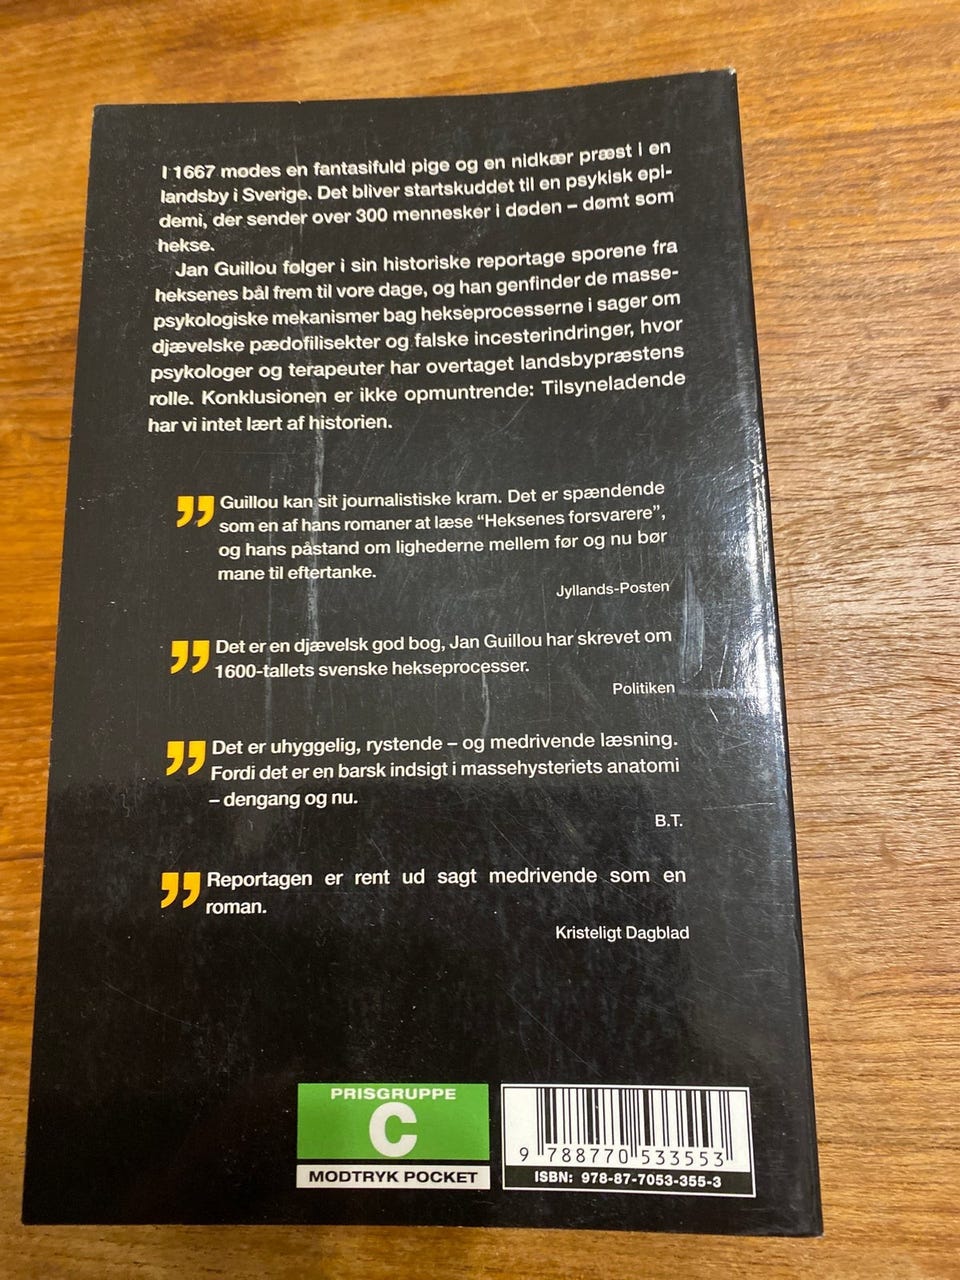 I 1667 mødes en fantasifuld pige og en nidkær præst i en
landsby i Sverige. Det bliver startskuddet til en psykisk epi-
demi, der sender over 300 mennesker i døden – dømt som
hekse.
Jan Guillou følger i sin historiske reportage sporene fra
heksenes bål frem til vore dage, og han genfinder de masse-
psykologiske mekanismer bag hekseprocesserne i sager om
djævelske pædofilisekter og falske incesterindringer, hvor
psykologer og terapeuter har overtaget landsbypræstens
rolle. Konklusionen er ikke opmuntrende: Tilsyneladende
har vi intet lært af historien.
” Guillou kan sit journalistiske kram. Det er spændende
som en af hans romaner at læse “Heksenes forsvarere”,
og hans påstand om lighederne mellem før og nu bør
mane til eftertanke.
Jyllands-Posten
” Det er en djævelsk god bog, Jan Guillou har skrevet om
1600-tallets svenske hekseprocesser.
Politiken
” Det er uhyggelig, rystende – og medrivende læsning.
Fordi det er en barsk indsigt i massehysteriets anatomi
– dengang og nu.
B.T.
” Reportagen er rent ud sagt medrivende som en
roman.
Kristeligt Dagblad
PRISGRUPPE
C
MODTRYK POCKET
9 788770 533553
ISBN: 978-87-7053-355-3